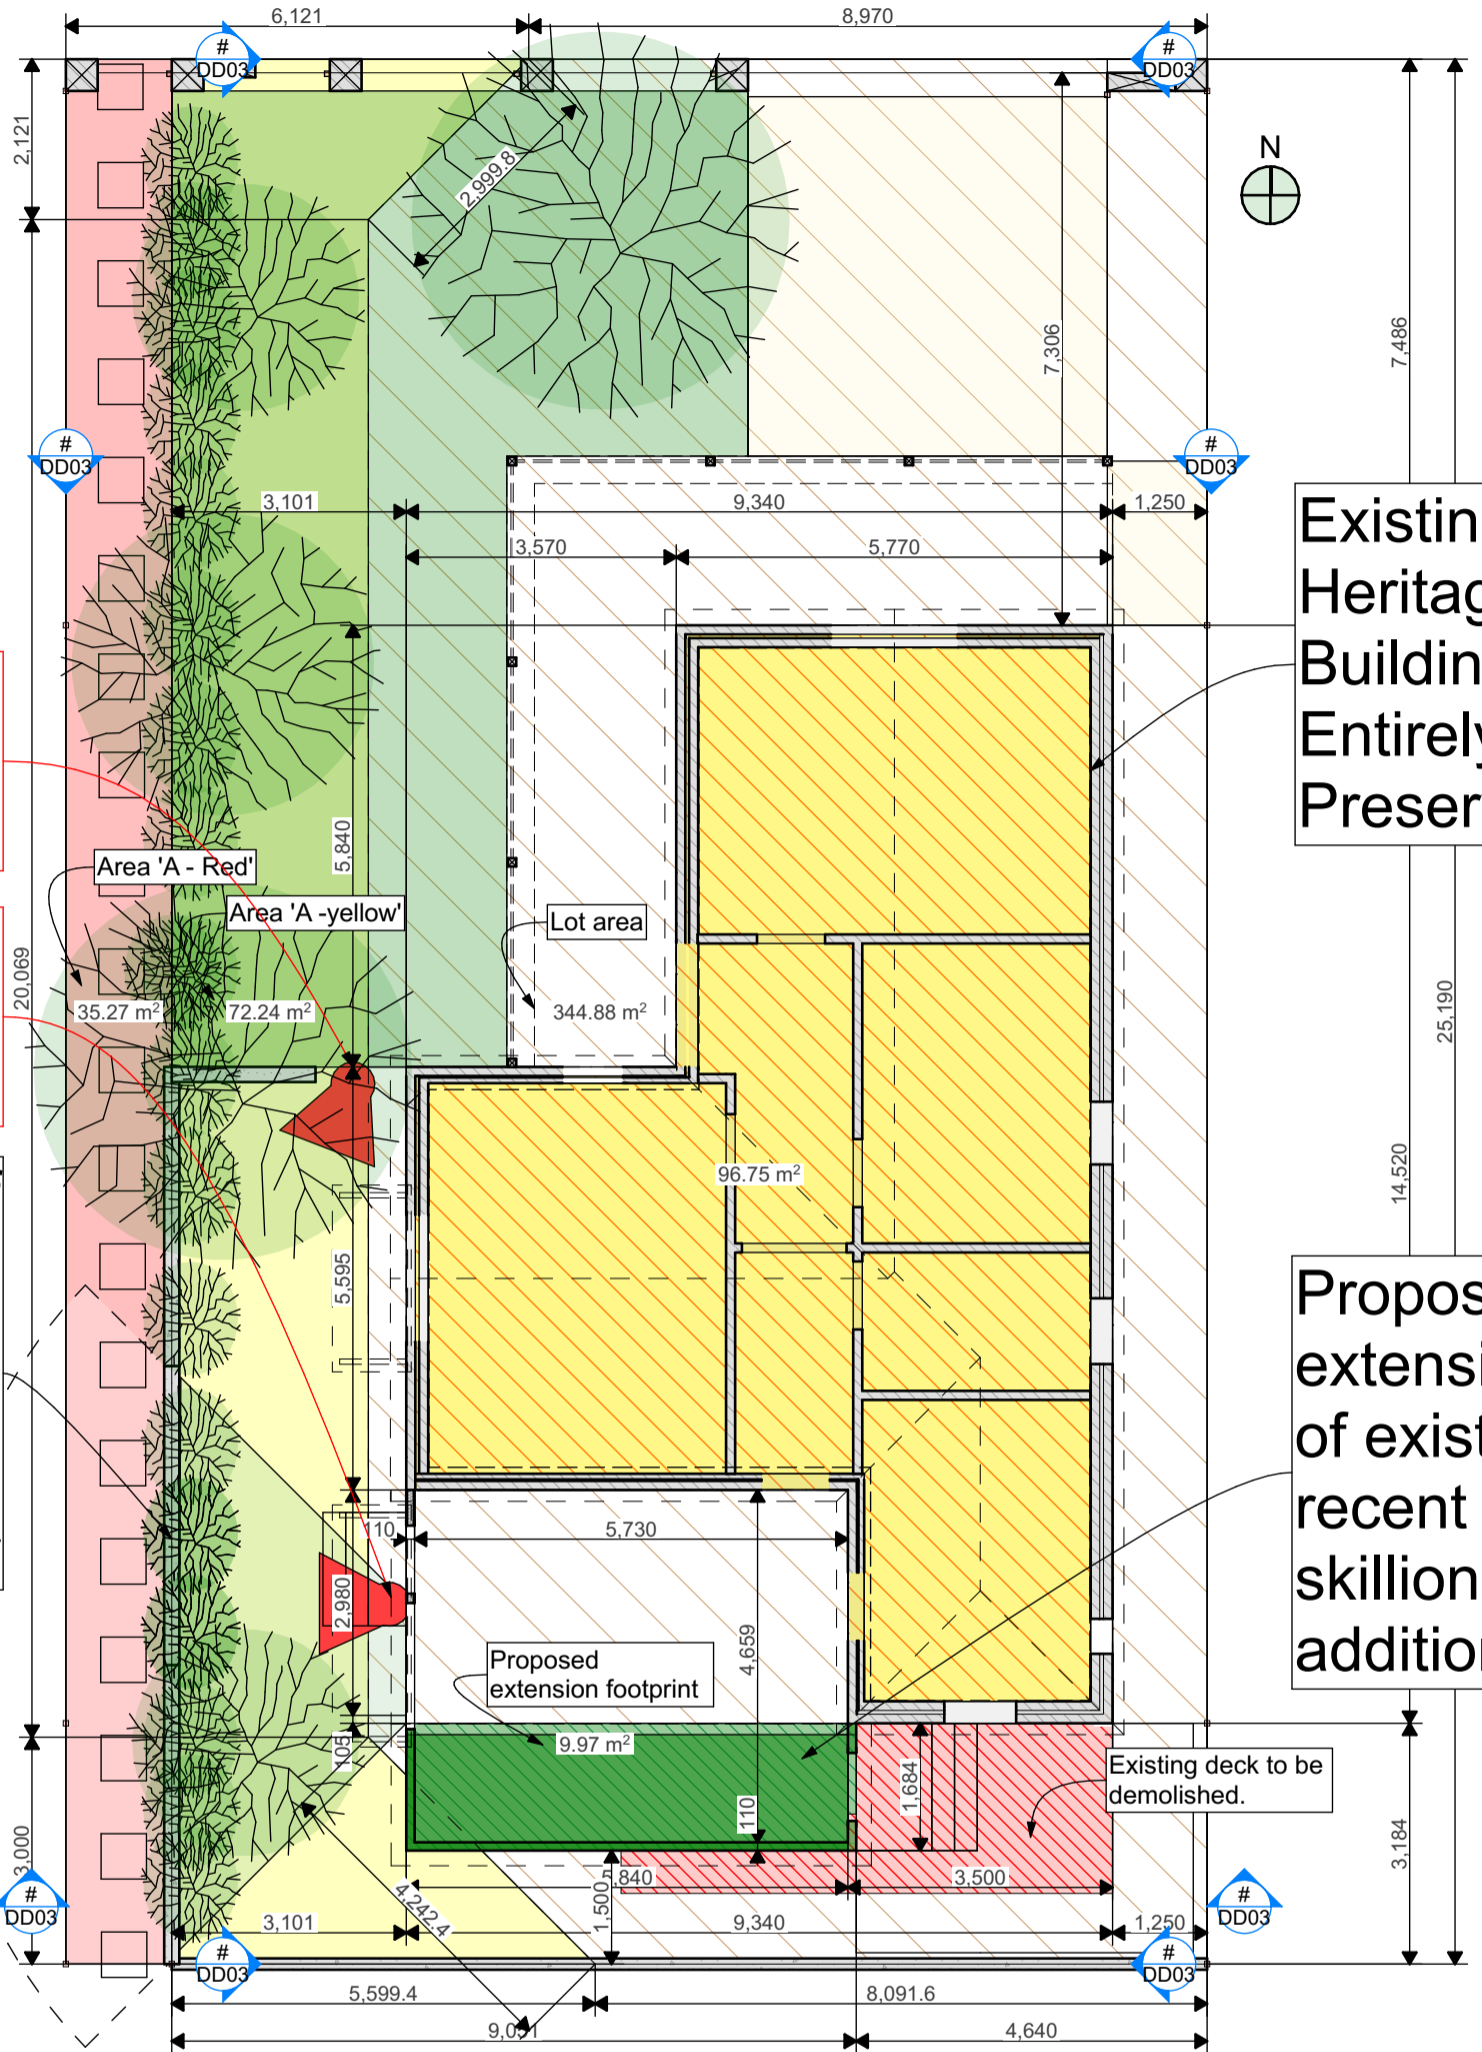 6,121
8,970
#
DD03
#
DD03
2,121
2,999.8
N
7,306
7,486
#
DD03
#
DD03
3,101
9,340
1,250
3,570
5,770
Existin
Heritag
Buildin
Entirely
Preser
5,840
Area 'A - Red'
Area 'A -yellow'
Lot area
20,069
35.27 m²
72.24 m²
344.88 m²
25,190
96.75 m²
14,520
5,595
Propos
extensi
of exist
recent
skillion
addition
110
5,730
2,980
4,659
Proposed
extension footprint
105
9.97 m²
110
1,684
Existing deck to be
demolished.
3,000
3,184
#
DD03
#
DD03
4,242.4
1,500
,840
3,500
3,101
9,340
1,250
#
DD03
#
DD03
5,599.4
8,091.6
4,640